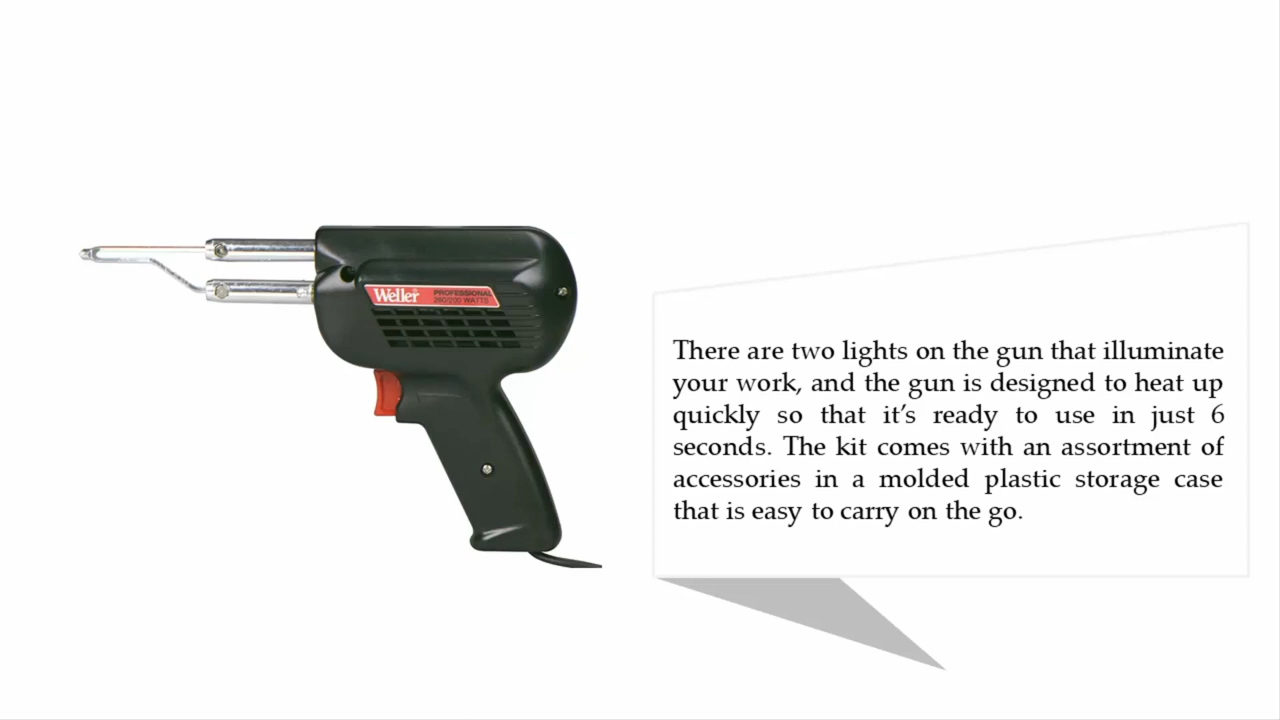 Weller
PROFESSIONAL
260/200 WATTS
There are two lights on the gun that illuminate
your work, and the gun is designed to heat up
quickly so that it’s ready to use in just 6
seconds. The kit comes with an assortment of
accessories in a molded plastic storage case
that is easy to carry on the go.